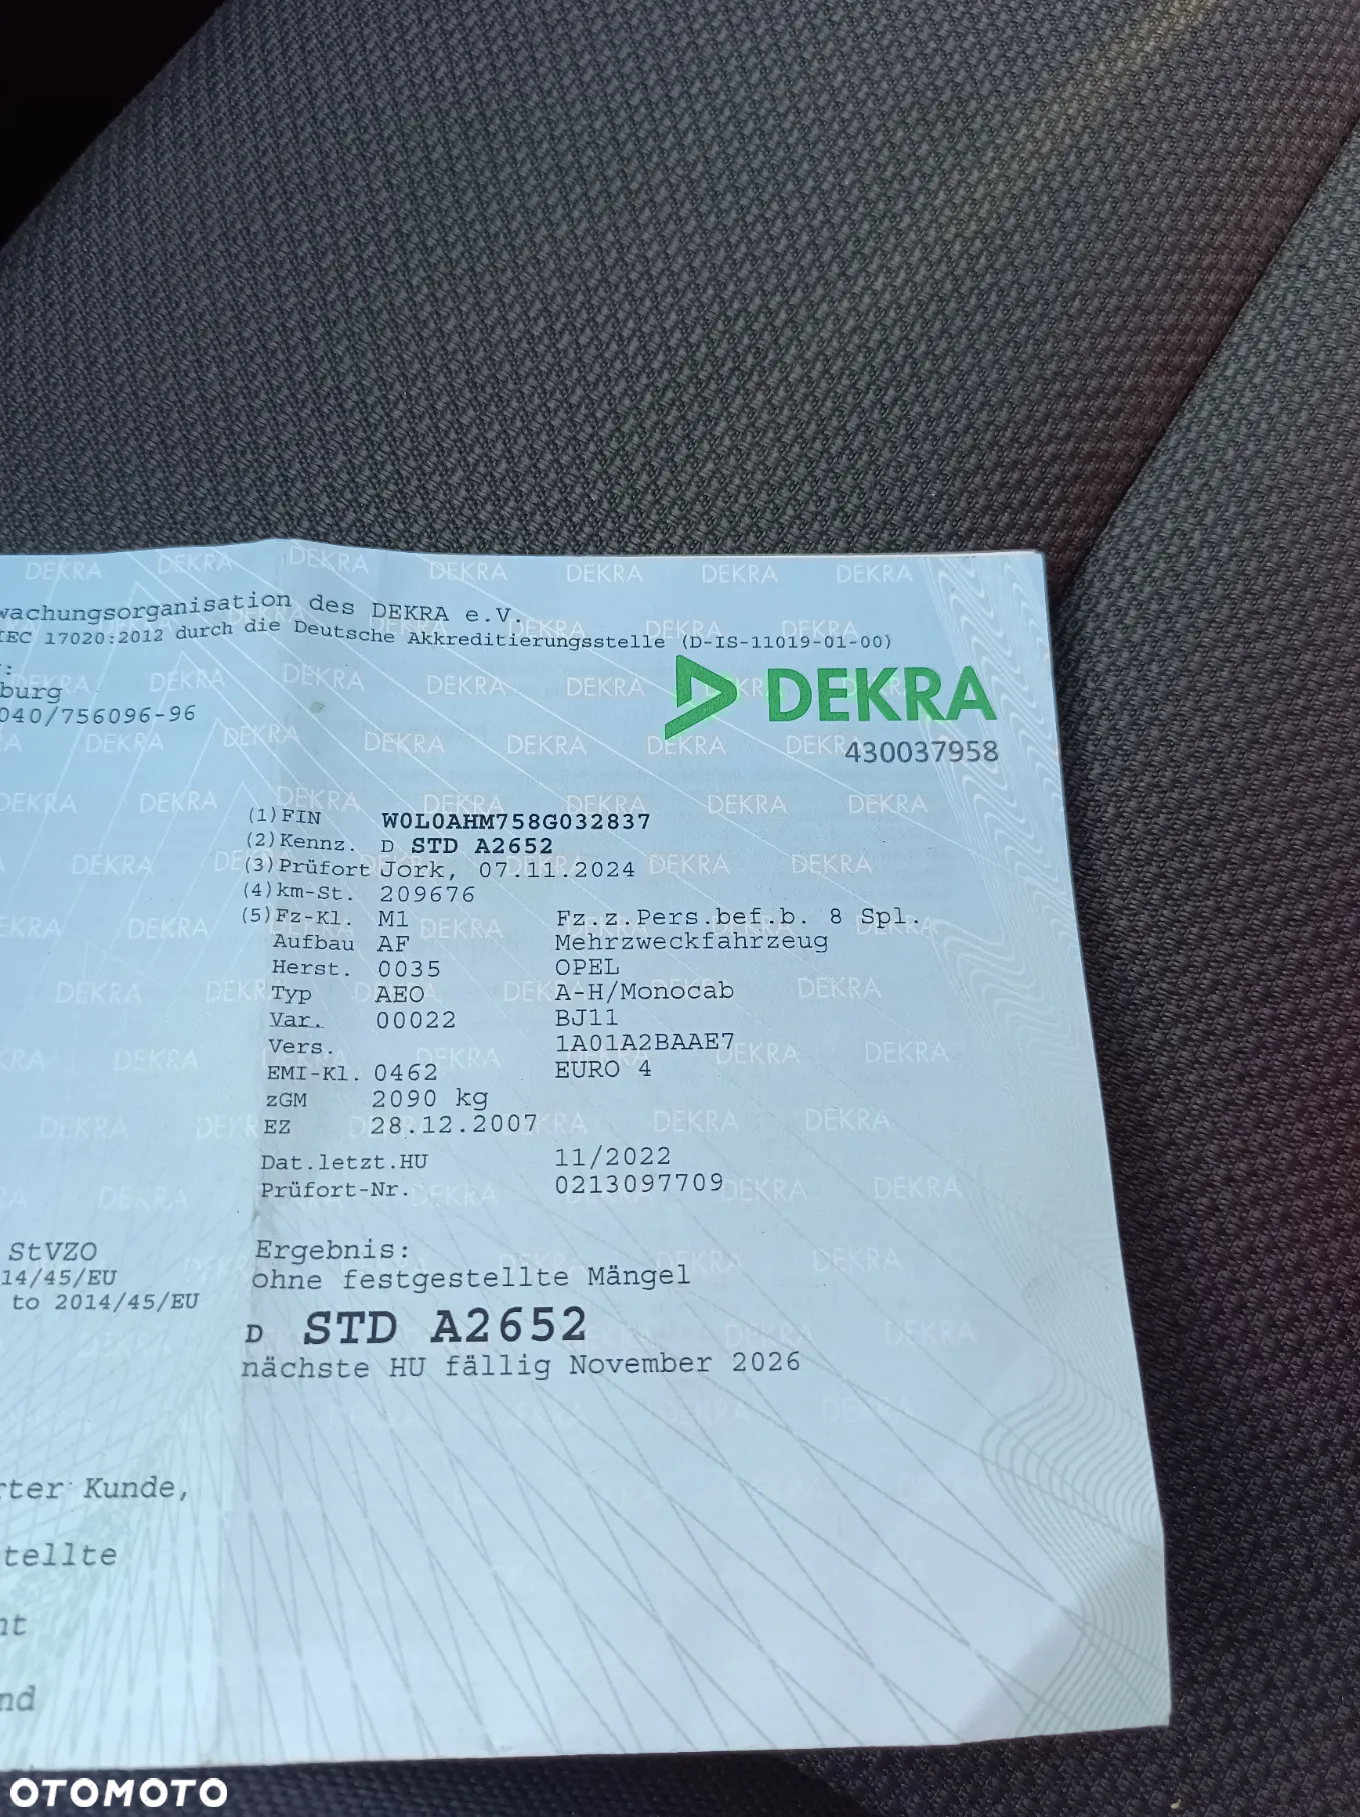 wachungsorganisation des DEKRA e.V.
IEC 17020:2012 durch die Deutsche Akkreditierungsstelle (D-IS-11019-01-00)
burg
040/756096-96
DEKRA
430037958
(1) FIN W0L0AHM758G032837
(2) Kennz. D STD A2652
(3) Prüfort Jork, 07.11.2024
(4) km-St. 209676
(5) Fz-Kl. M1 Fz.z.Pers.bef.b. 8 Spl.
Aufbau AF Mehrzweckfahrzeug
Herst. 0035 OPEL
Typ AEO A-H/Monocab
Var. 00022 BJ11
Vers. 1A01A2BAAE7
EMI-Kl. 0462 EURO 4
zGM 2090 kg
EZ 28.12.2007
Dat.letzt.HU 11/2022
Prüfort-Nr. 0213097709
StVZO
14/45/EU
to 2014/45/EU
Ergebnis:
ohne festgestellte Mängel
D STD A2652
nächste HU fällig November 2026
rter Kunde,
tellte
nt
nd
OTOMOTO